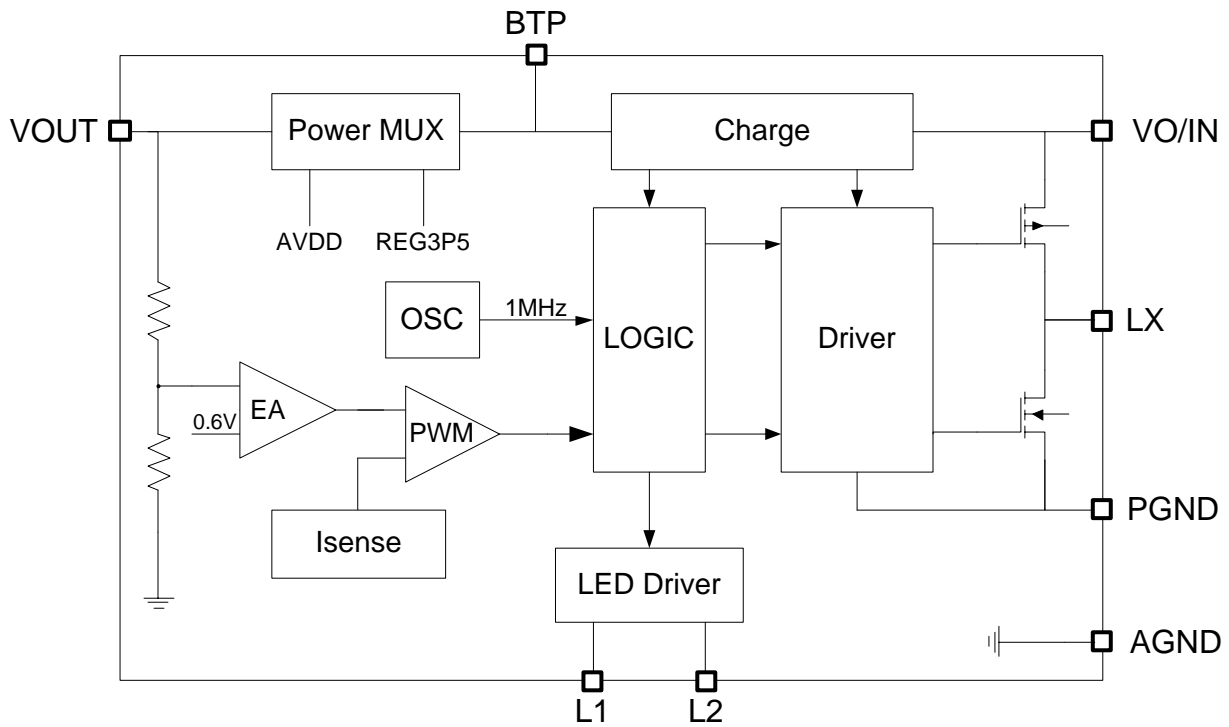 BTP
VOUT
Power MUX
Charge
VO/IN
AVDD
REG3P5
OSC
1MHz
LOGIC
Driver
LX
EA
0.6V
PWM
Isense
PGND
LED Driver
AGND
L1
L2